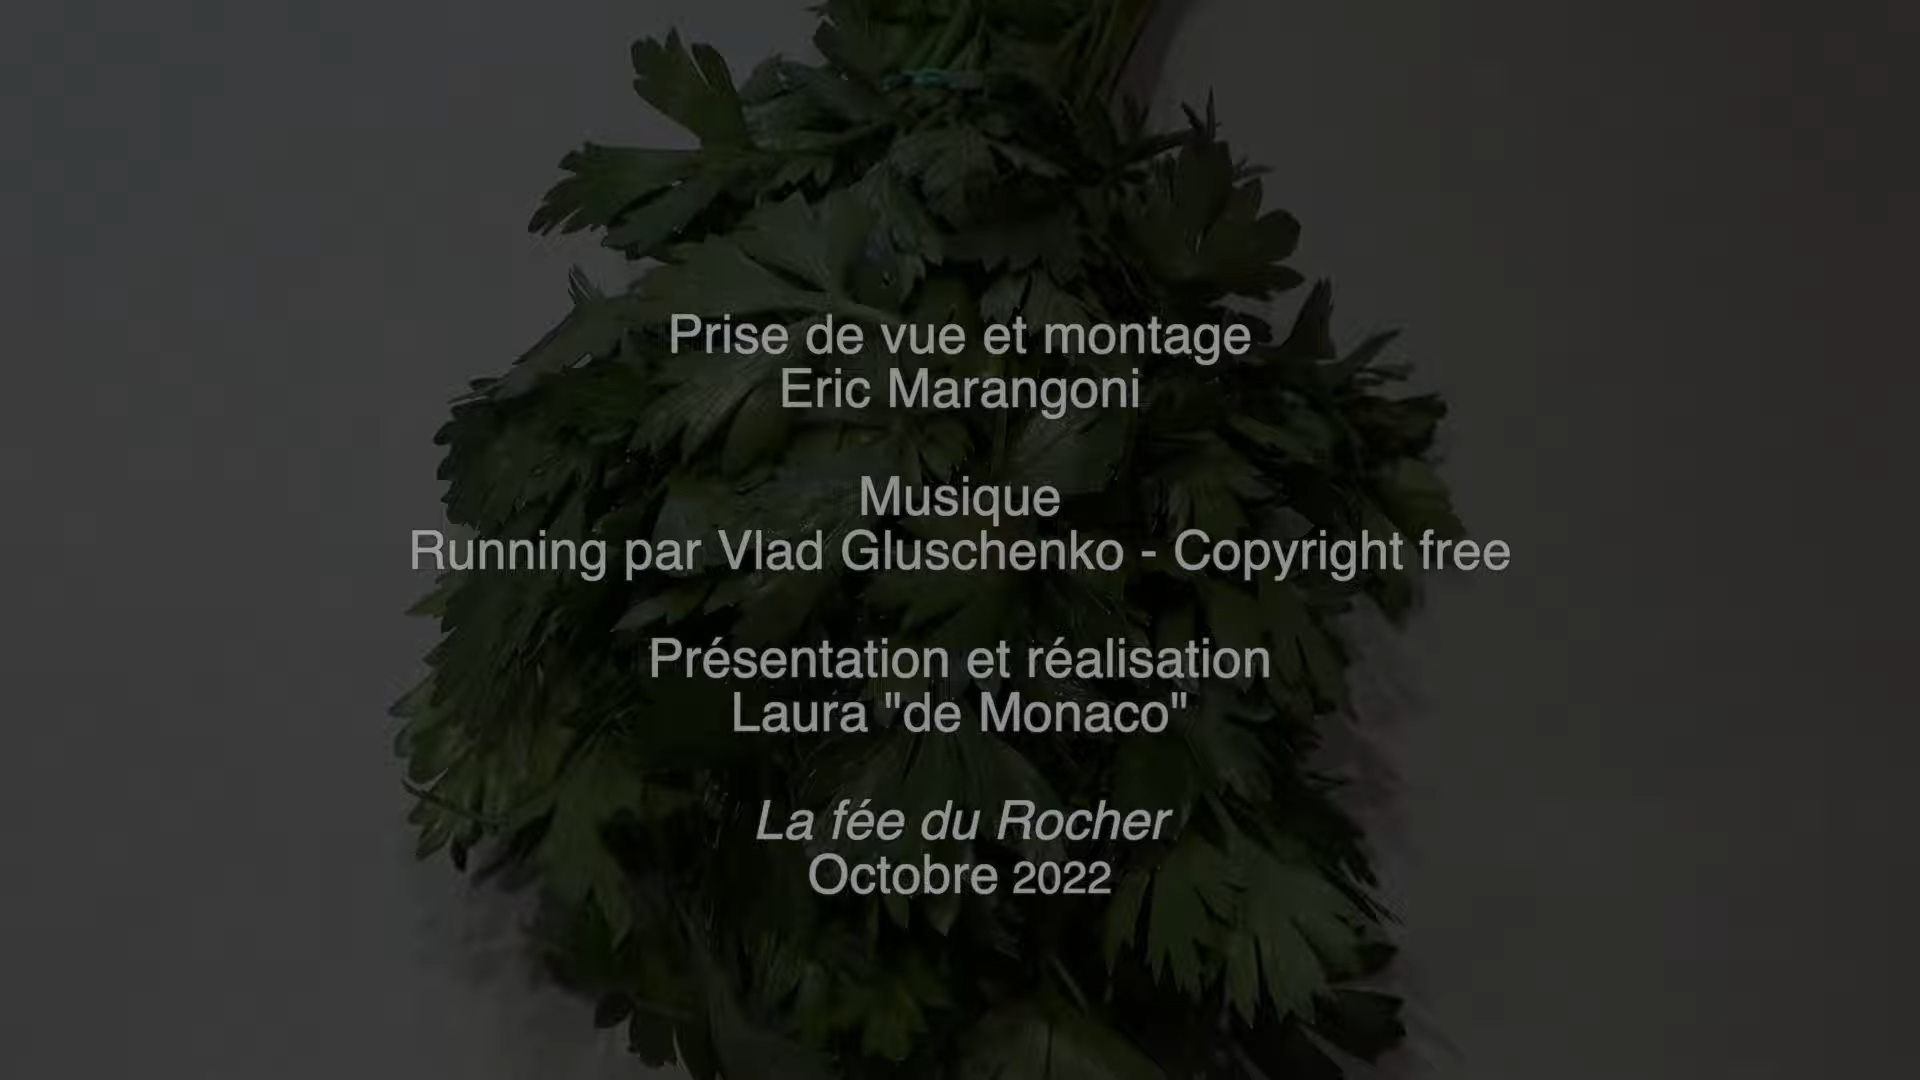 Prise de vue et montage
Eric Marangoni
Musique
Running par Vlad Gluschenko - Copyright free
Présentation et réalisation
Laura "de Monaco"
La fée du Rocher
Octobre 2022